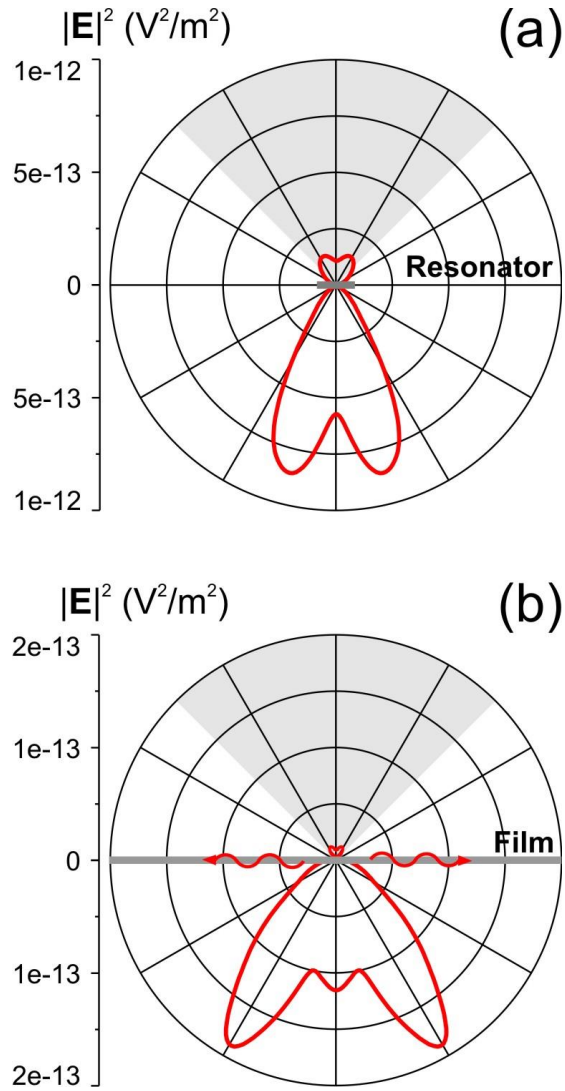 |E|² (V²/m²)
(a)
1e-12
5e-13
Resonator
0
5e-13
1e-12
|E|² (V²/m²)
(b)
2e-13
1e-13
Film
0
1e-13
2e-13